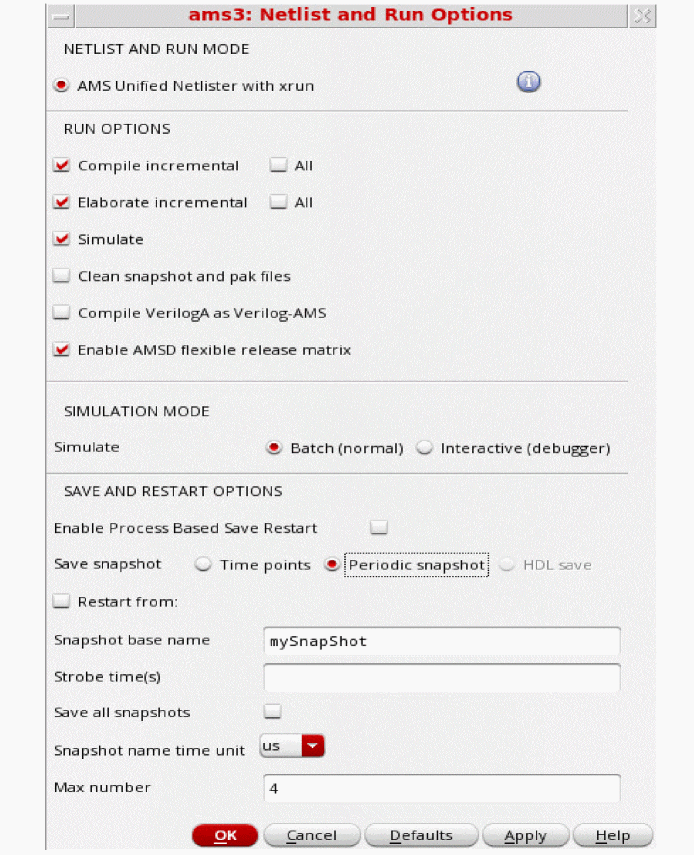 ams3: Netlist and Run Options
NETLIST AND RUN MODE
AMS Unified Netlister with xrun
i
RUN OPTIONS
Compile incremental All
Elaborate incremental All
Simulate
Clean snapshot and pak files
Compile VerilogA as Verilog-AMS
Enable AMSD flexible release matrix
SIMULATION MODE
Simulate Batch (normal) Interactive (debugger)
SAVE AND RESTART OPTIONS
Enable Process Based Save Restart
Save snapshot Time points Periodic snapshot HDL save
Restart from:
Snapshot base name mySnapShot
Strobe time(s)
Save all snapshots
Snapshot name time unit us
Max number 4
OK Cancel Defaults Apply Help